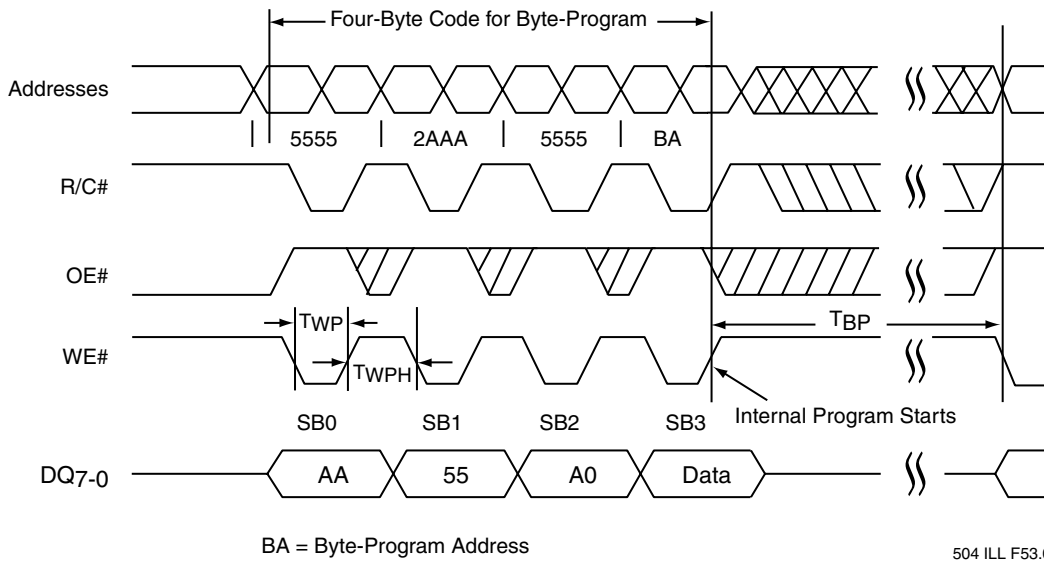 Four-Byte Code for Byte-Program
Addresses
5555 2AAA 5555 BA
R/C#
OE#
TWP
TBP
WE#
TWPH
Internal Program Starts
SB0 SB1 SB2 SB3
DQ7-0 AA 55 A0 Data
BA = Byte-Program Address
504 ILL F53.